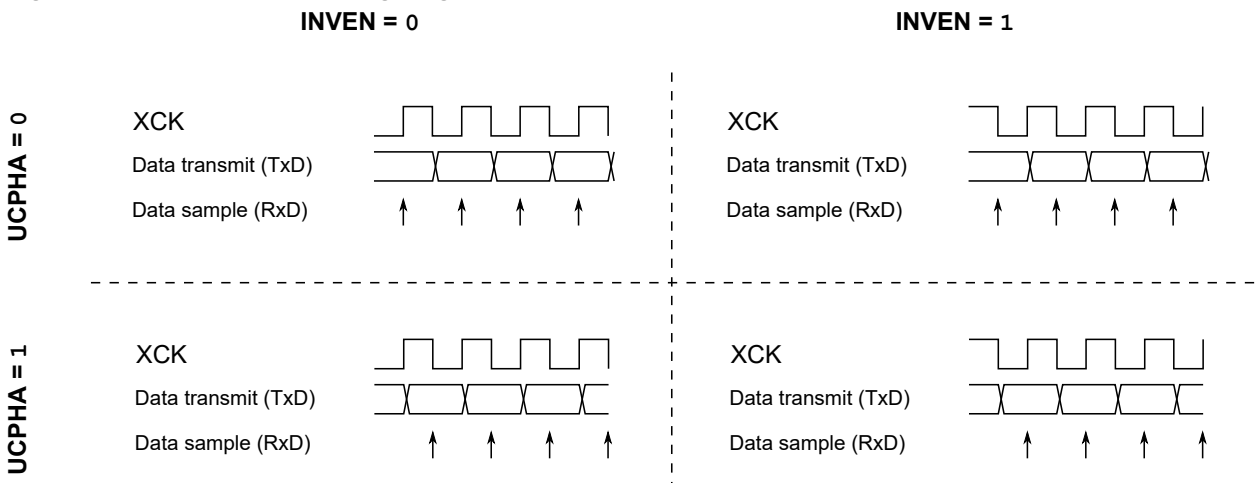 INVEN = 0
INVEN = 1
UCPHA = 0
XCK
Data transmit (TxD)
Data sample (RxD)
XCK
Data transmit (TxD)
Data sample (RxD)
UCPHA = 1
XCK
Data transmit (TxD)
Data sample (RxD)
XCK
Data transmit (TxD)
Data sample (RxD)